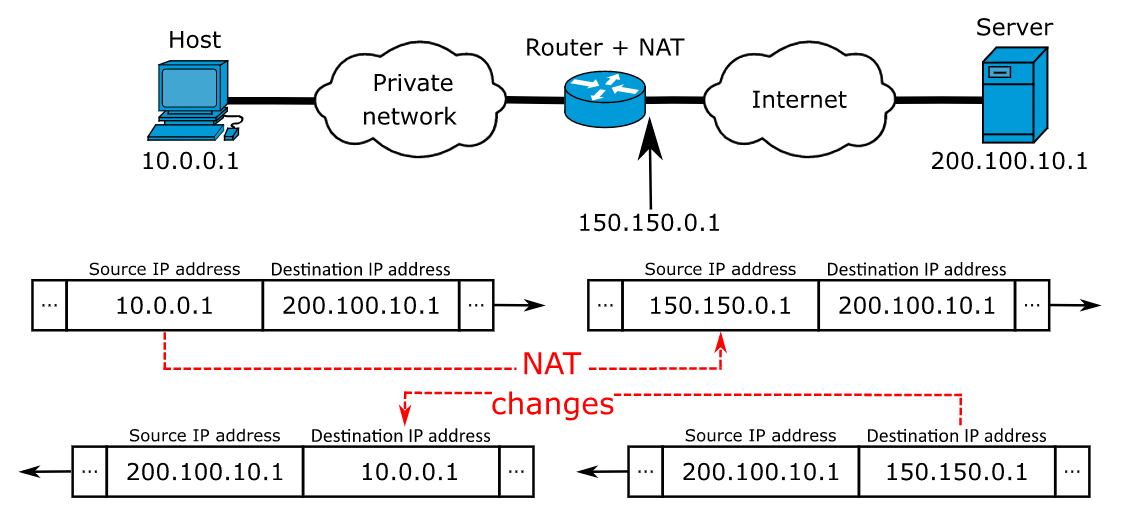 Host
Private
network
Router + NAT
Internet
Server
10.0.0.1
200.100.10.1
150.150.0.1
Source IP address Destination IP address
... 10.0.0.1 200.100.10.1 ...
Source IP address Destination IP address
... 150.150.0.1 200.100.10.1 ...
NAT
changes
Source IP address Destination IP address
... 200.100.10.1 10.0.0.1 ...
Source IP address Destination IP address
... 200.100.10.1 150.150.0.1 ...